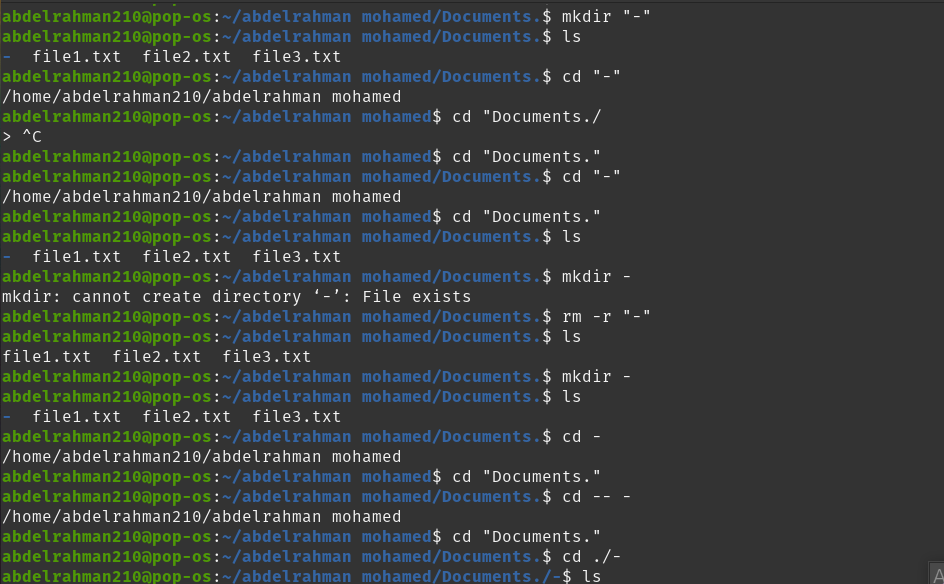 abdelrahman210@pop-os:~/abdelrahman mohamed/Documents.$ mkdir "-"
abdelrahman210@pop-os:~/abdelrahman mohamed/Documents.$ ls
-  file1.txt  file2.txt  file3.txt
abdelrahman210@pop-os:~/abdelrahman mohamed/Documents.$ cd "-"
/home/abdelrahman210/abdelrahman mohamed
abdelrahman210@pop-os:~/abdelrahman mohamed$ cd "Documents./
> ^C
abdelrahman210@pop-os:~/abdelrahman mohamed$ cd "Documents."
abdelrahman210@pop-os:~/abdelrahman mohamed/Documents.$ cd "-"
/home/abdelrahman210/abdelrahman mohamed
abdelrahman210@pop-os:~/abdelrahman mohamed$ cd "Documents."
abdelrahman210@pop-os:~/abdelrahman mohamed/Documents.$ ls
-  file1.txt  file2.txt  file3.txt
abdelrahman210@pop-os:~/abdelrahman mohamed/Documents.$ mkdir -
mkdir: cannot create directory ‘-’: File exists
abdelrahman210@pop-os:~/abdelrahman mohamed/Documents.$ rm -r "-"
abdelrahman210@pop-os:~/abdelrahman mohamed/Documents.$ ls
file1.txt  file2.txt  file3.txt
abdelrahman210@pop-os:~/abdelrahman mohamed/Documents.$ mkdir -
abdelrahman210@pop-os:~/abdelrahman mohamed/Documents.$ ls
-  file1.txt  file2.txt  file3.txt
abdelrahman210@pop-os:~/abdelrahman mohamed/Documents.$ cd -
/home/abdelrahman210/abdelrahman mohamed
abdelrahman210@pop-os:~/abdelrahman mohamed$ cd "Documents."
abdelrahman210@pop-os:~/abdelrahman mohamed/Documents.$ cd -- -
/home/abdelrahman210/abdelrahman mohamed
abdelrahman210@pop-os:~/abdelrahman mohamed$ cd "Documents."
abdelrahman210@pop-os:~/abdelrahman mohamed/Documents.$ cd ./-
abdelrahman210@pop-os:~/abdelrahman mohamed/Documents./-$ ls